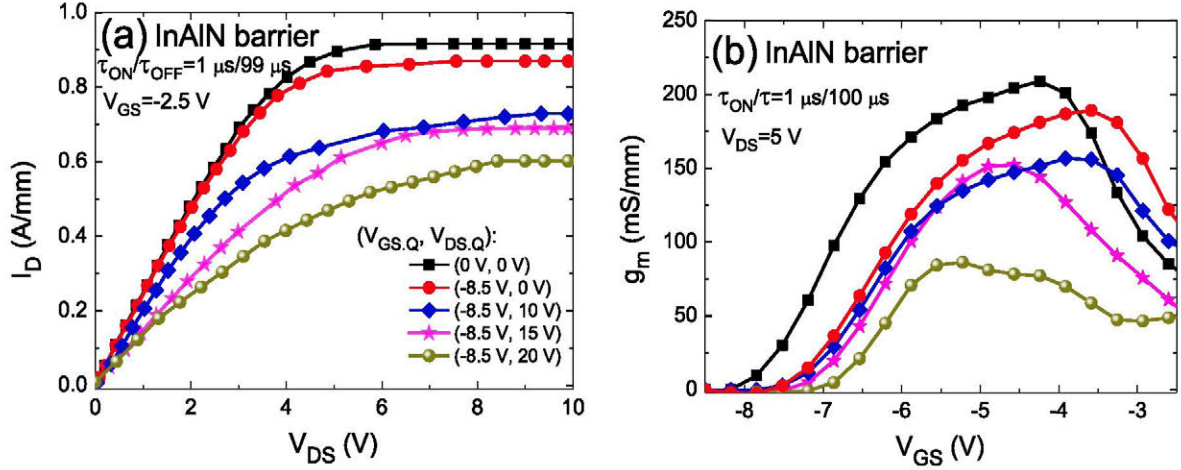 (a) InAlN barrier
τON/τOFF=1 μs/99 μs
VGS=-2.5 V
(VGS.Q, VDS.Q):
(0 V, 0 V)
(-8.5 V, 0 V)
(-8.5 V, 10 V)
(-8.5 V, 15 V)
(-8.5 V, 20 V)
ID (A/mm)
1.0
0.8
0.6
0.4
0.2
0.0
0 2 4 6 8 10
VDS (V)
(b) InAlN barrier
τON/τ=1 μs/100 μs
VDS=5 V
gm (mS/mm)
250
200
150
100
50
0
-8 -7 -6 -5 -4 -3
VGS (V)